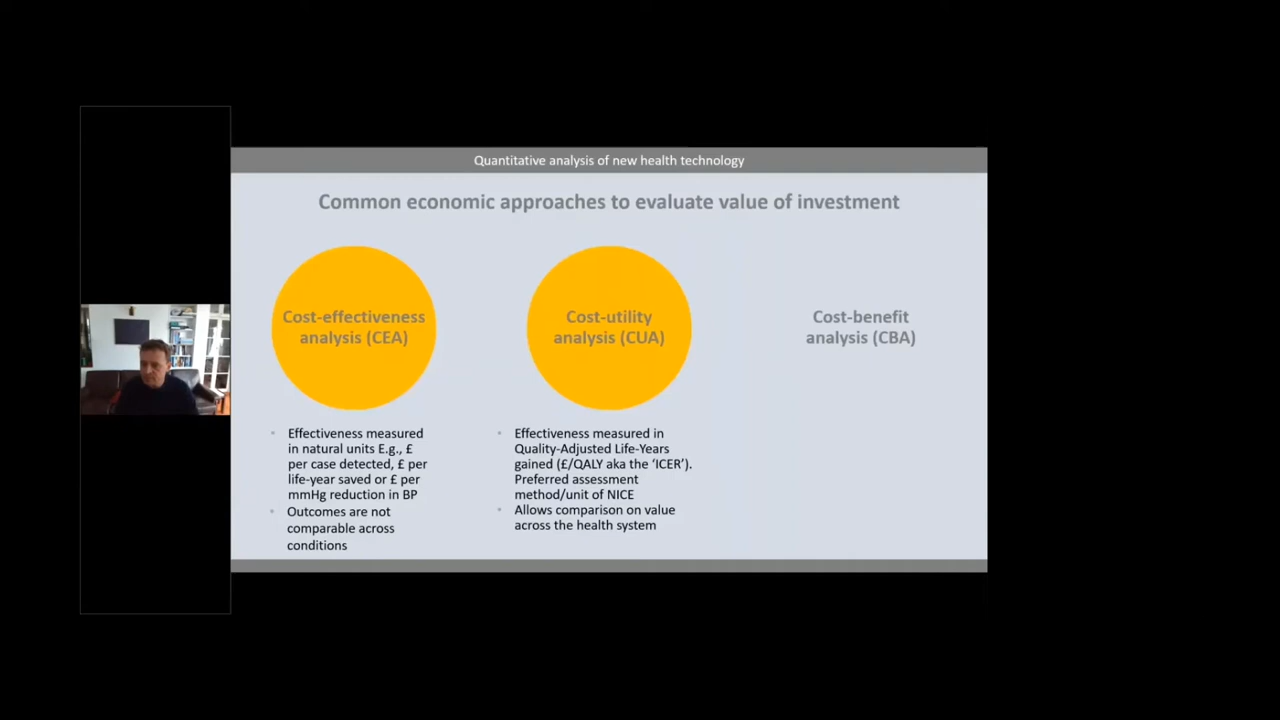 Quantitative analysis of new health technology
Common economic approaches to evaluate value of investment
Cost-effectiveness
analysis (CEA)
Cost-utility
analysis (CUA)
Cost-benefit
analysis (CBA)
• Effectiveness measured
in natural units E.g., £
per case detected, £ per
life-year saved or £ per
mmHg reduction in BP
• Outcomes are not
comparable across
conditions
• Effectiveness measured in
Quality-Adjusted Life-Years
gained (£/QALY aka the ‘ICER’).
Preferred assessment
method/unit of NICE
• Allows comparison on value
across the health system